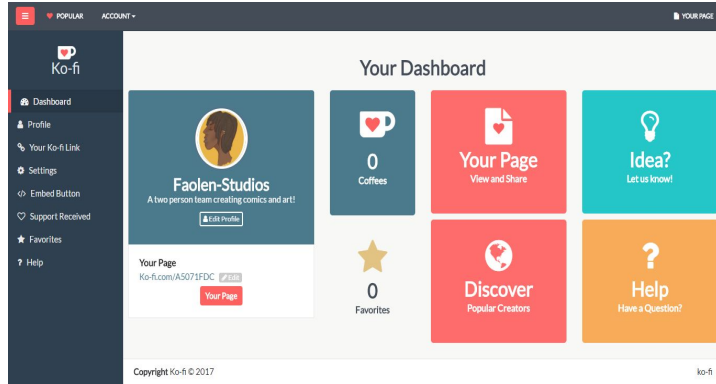 POPULAR ACCOUNT YOUR PAGE
Ko-fi
Dashboard
Profile
Your Ko-fi Link
Settings
Embed Button
Support Received
Favorites
Help
Your Dashboard
Faolen-Studios
A two person team creating comics and art!
Edit Profile
Your Page
Ko-fi.com/A5071FDC Edit
Your Page
0
Coffees
0
Favorites
Your Page
View and Share
Discover
Popular Creators
Idea?
Let us know!
?
Help
Have a Question?
Copyright Ko-fi © 2017 ko-fi